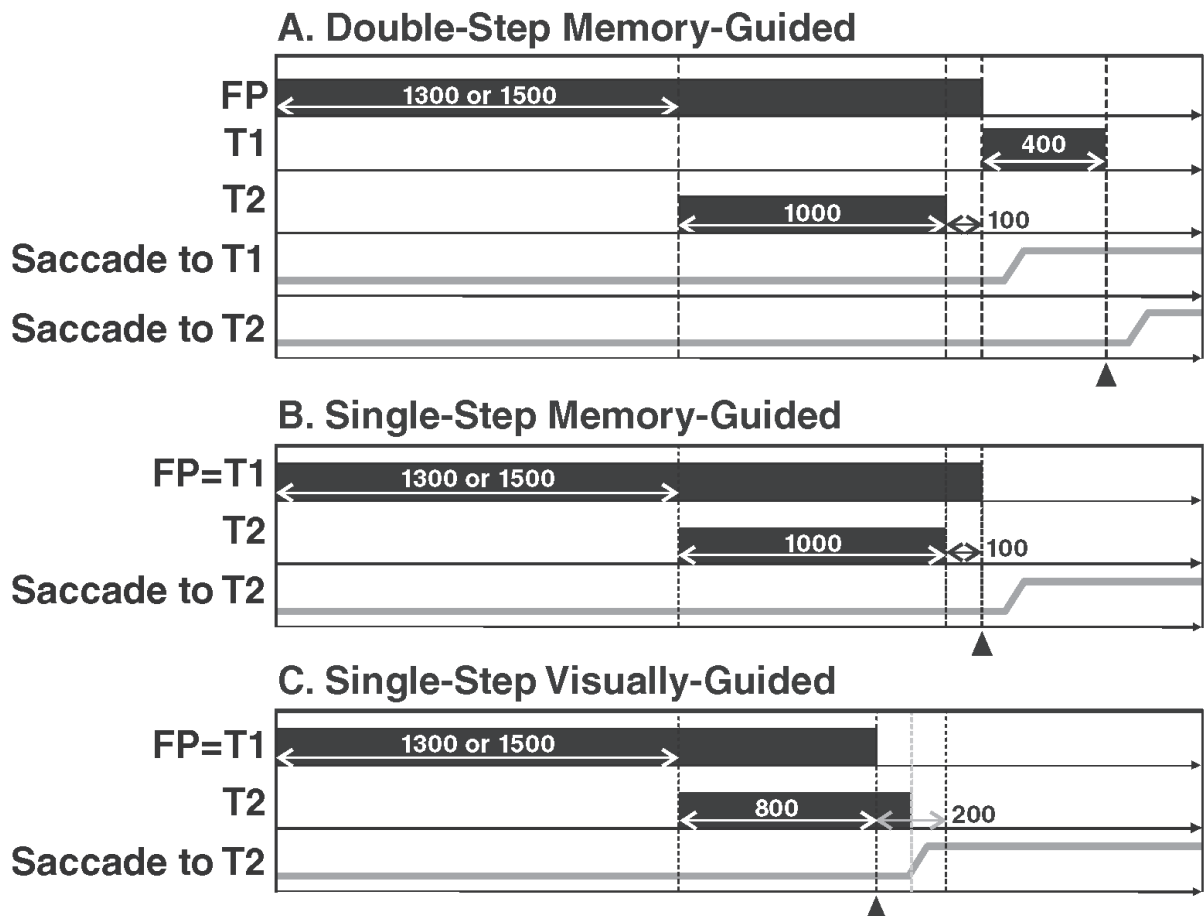 A. Double-Step Memory-Guided
FP
1300 or 1500
T1
400
T2
1000
100
Saccade to T1
Saccade to T2
B. Single-Step Memory-Guided
FP=T1
1300 or 1500
T2
1000
100
Saccade to T2
C. Single-Step Visually-Guided
FP=T1
1300 or 1500
T2
800
200
Saccade to T2